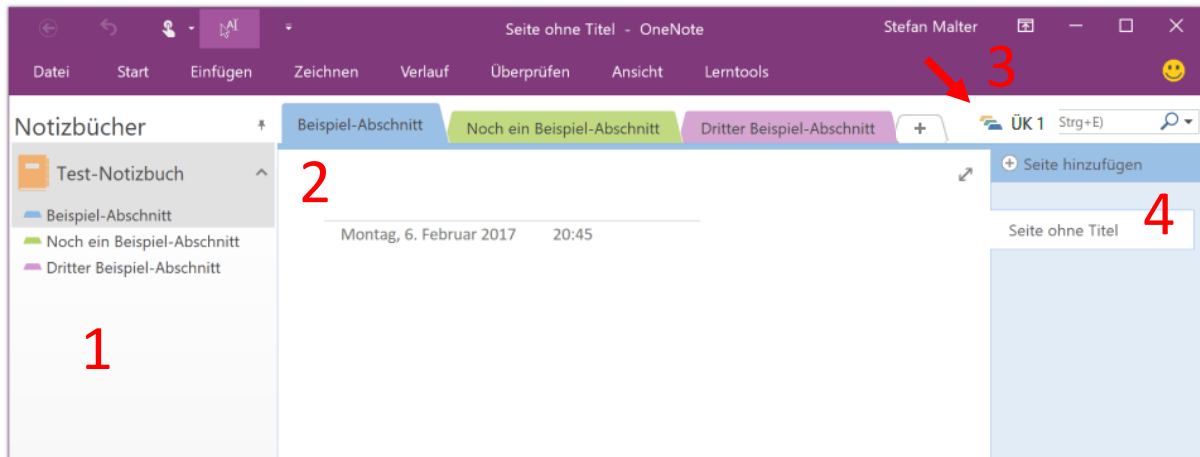 Seite ohne Titel - OneNote
Stefan Malter
Datei Start Einfügen Zeichnen Verlauf Überprüfen Ansicht Lerntools
3
Notizbücher
Beispiel-Abschnitt Noch ein Beispiel-Abschnitt Dritter Beispiel-Abschnitt +
ÜK 1 Strg+E)
Test-Notizbuch
Beispiel-Abschnitt
Noch ein Beispiel-Abschnitt
Dritter Beispiel-Abschnitt
1
2
Montag, 6. Februar 2017 20:45
Seite hinzufügen
4
Seite ohne Titel